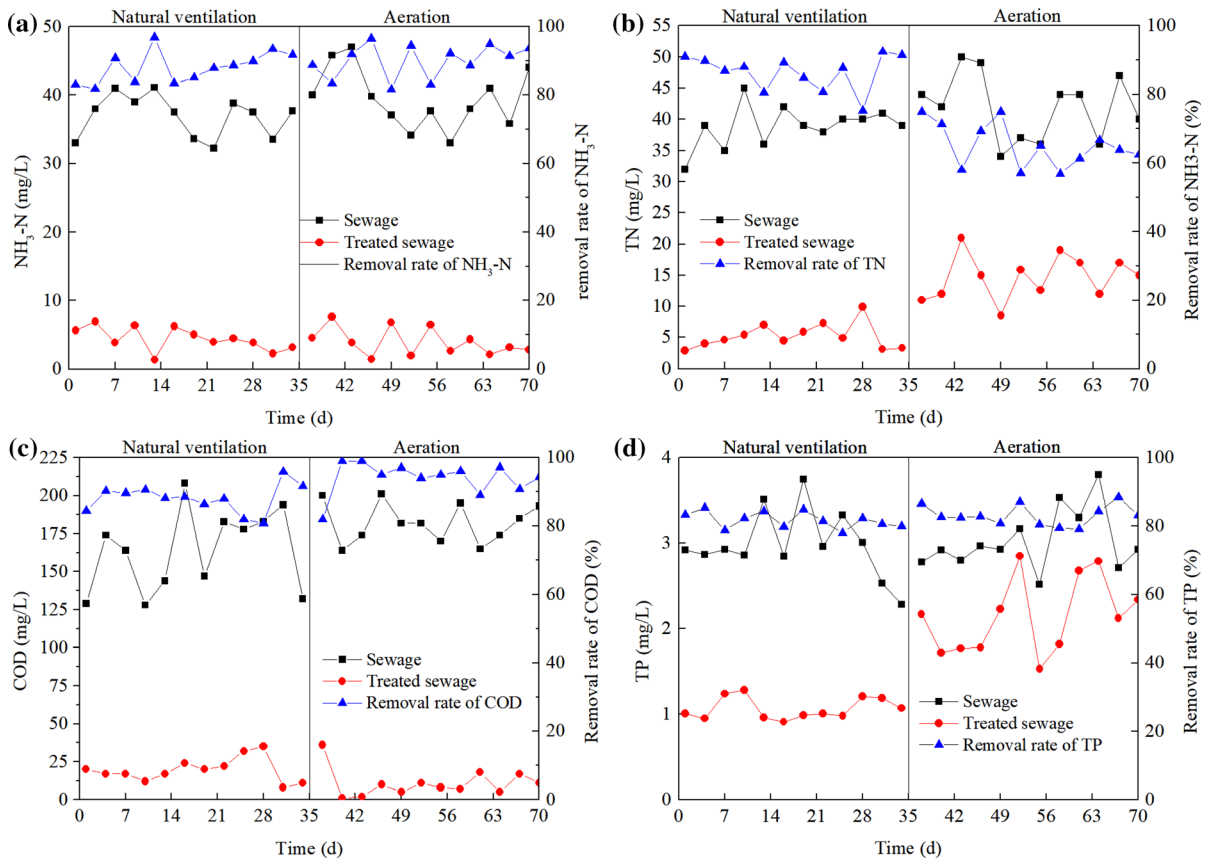 (a)
Natural ventilation
Aeration
50
40
30
20
10
0
NH3-N (mg/L)
100
80
60
40
20
0
removal rate of NH3-N
Sewage
Treated sewage
Removal rate of NH3-N
0 7 14 21 28 35 42 49 56 63 70
Time (d)
(b)
Natural ventilation
Aeration
55
50
45
40
35
30
25
20
15
10
5
0
TN (mg/L)
100
80
60
40
20
0
Removal rate of NH3-N (%)
Sewage
Treated sewage
Removal rate of TN
0 7 14 21 28 35 42 49 56 63 70
Time (d)
(c)
Natural ventilation
Aeration
225
200
175
150
125
100
75
50
25
0
COD (mg/L)
100
80
60
40
20
0
Removal rate of COD (%)
Sewage
Treated sewage
Removal rate of COD
0 7 14 21 28 35 42 49 56 63 70
Time (d)
(d)
Natural ventilation
Aeration
4
3
2
1
0
TP (mg/L)
100
80
60
40
20
0
Removal rate of TP (%)
Sewage
Treated sewage
Removal rate of TP
0 7 14 21 28 35 42 49 56 63 70
Time (d)